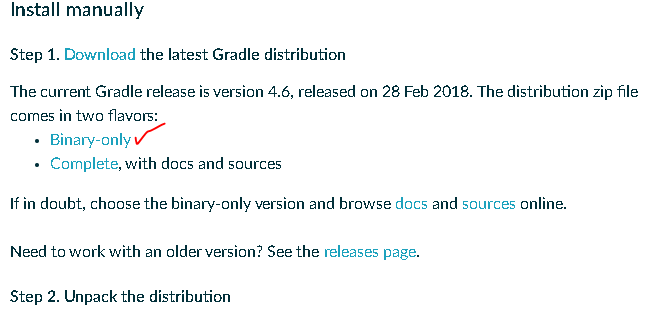 Install manually
Step 1. Download the latest Gradle distribution
The current Gradle release is version 4.6, released on 28 Feb 2018. The distribution zip file
comes in two flavors:
• Binary-only
• Complete, with docs and sources
If in doubt, choose the binary-only version and browse docs and sources online.
Need to work with an older version? See the releases page.
Step 2. Unpack the distribution